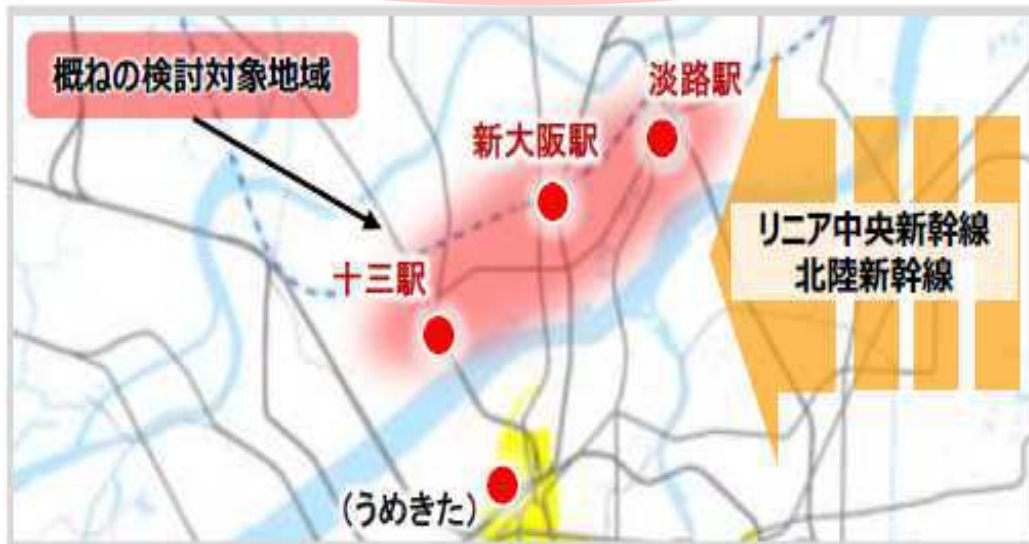 概ねの検討対象地域
淡路駅
新大阪駅
リニア中央新幹線
北陸新幹線
十三駅
(うめきた)